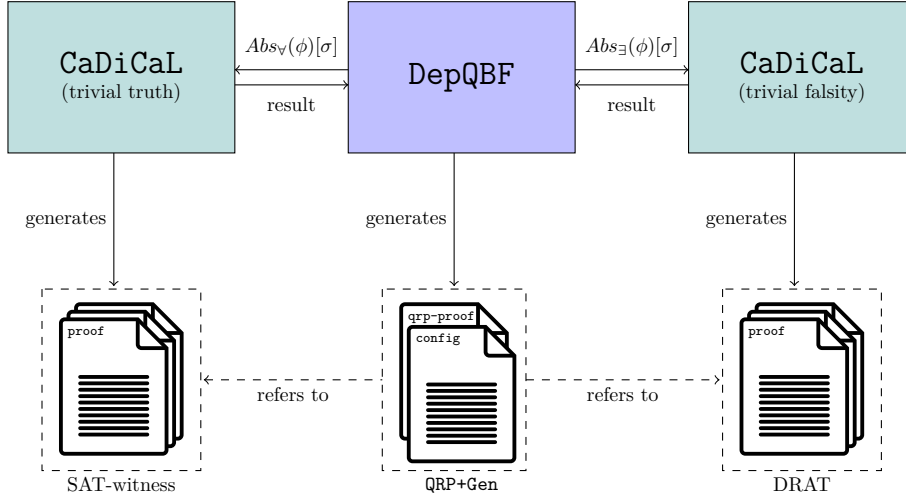 CaDiCaL
(trivial truth)
Abs∀(ϕ)[σ]
result
DepQBF
Abs∃(ϕ)[σ]
result
CaDiCaL
(trivial falsity)
generates
generates
generates
proof
qrp-proof
config
proof
refers to
refers to
SAT-witness
QRP+Gen
DRAT